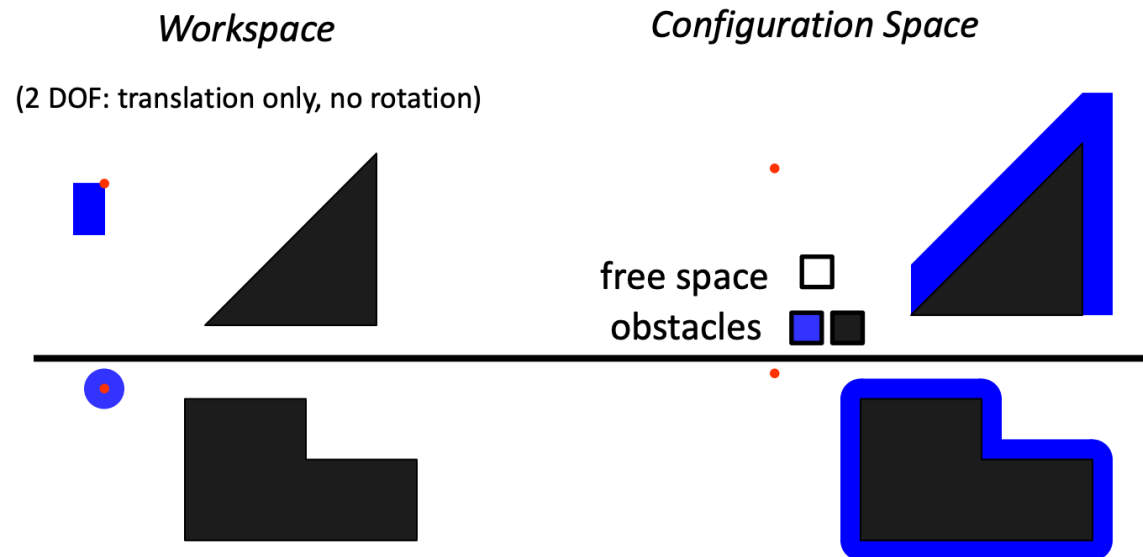 Workspace
Configuration Space
(2 DOF: translation only, no rotation)
free space
obstacles